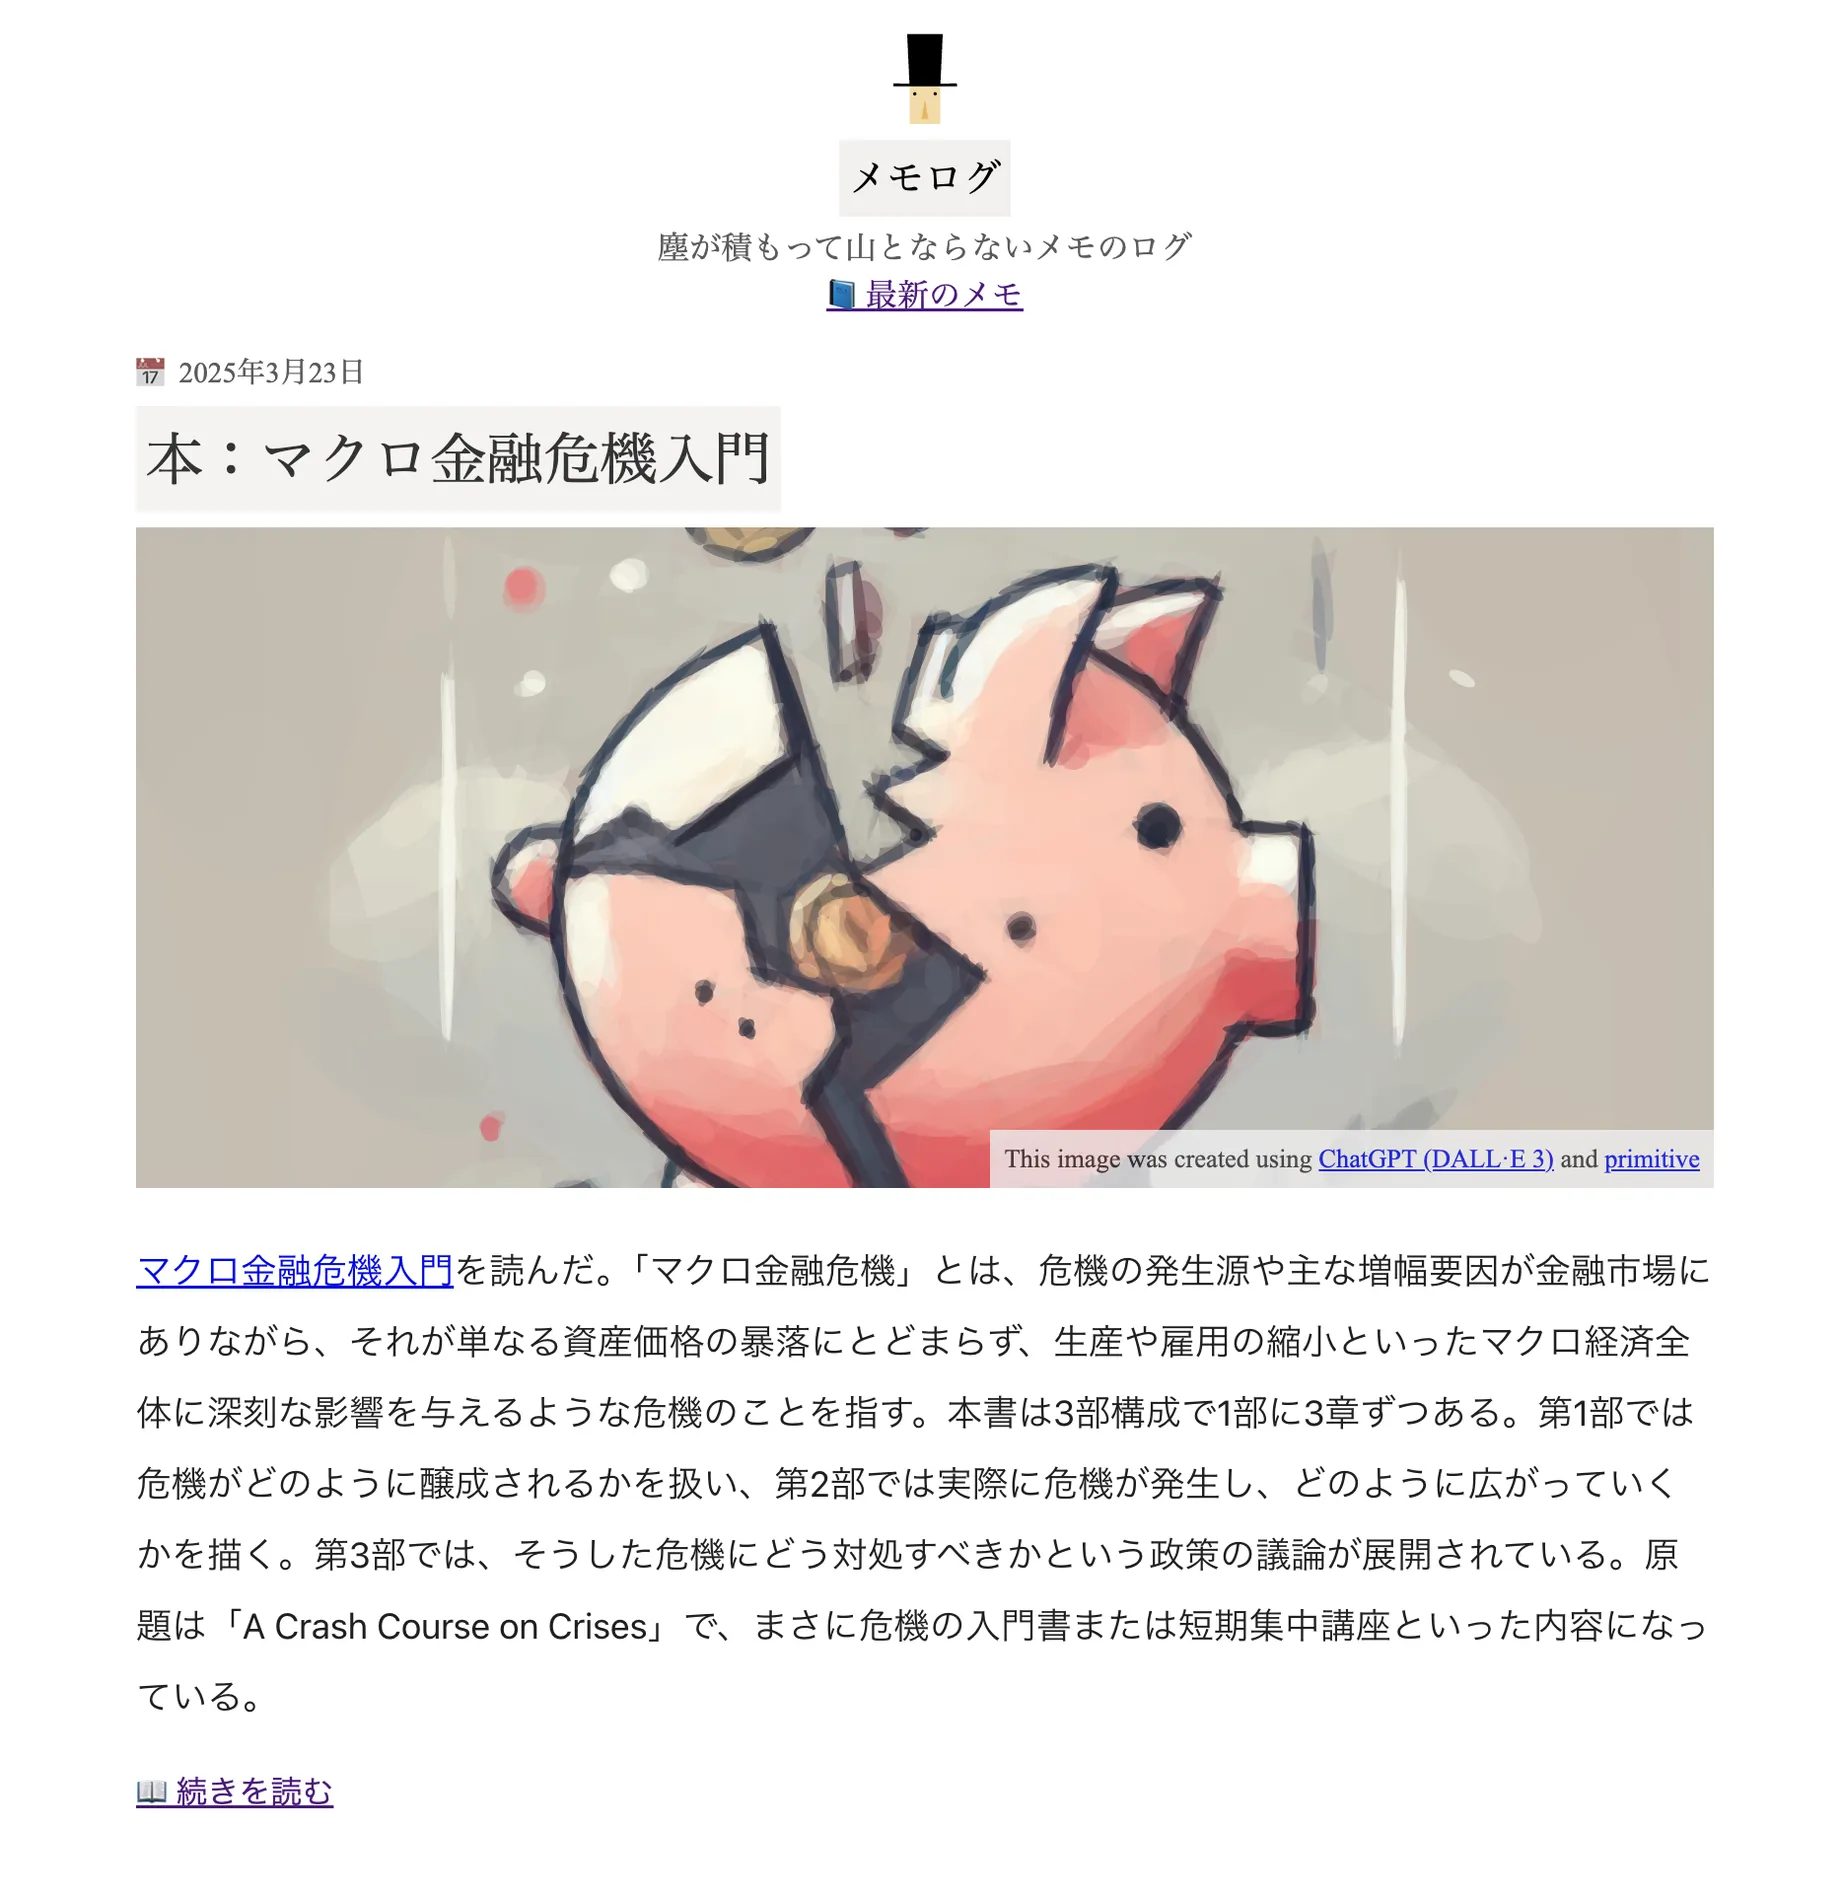 メモログ
塵が積もって山とならないメモのログ
📘 最新のメモ
📅 2025年3月23日
本：マクロ金融危機入門
This image was created using ChatGPT (DALL·E 3) and primitive
マクロ金融危機入門を読んだ。「マクロ金融危機」とは、危機の発生源や主な増幅要因が金融市場に
ありながら、それが単なる資産価格の暴落にとどまらず、生産や雇用の縮小といったマクロ経済全
体に深刻な影響を与えるような危機のことを指す。本書は3部構成で1部に3章ずつある。第1部では
危機がどのように醸成されるかを扱い、第2部では実際に危機が発生し、どのように広がっていく
かを描く。第3部では、そうした危機にどう対処すべきかという政策の議論が展開されている。原
題は「A Crash Course on Crises」で、まさに危機の入門書または短期集中講座といった内容になっ
ている。
📖 続きを読む